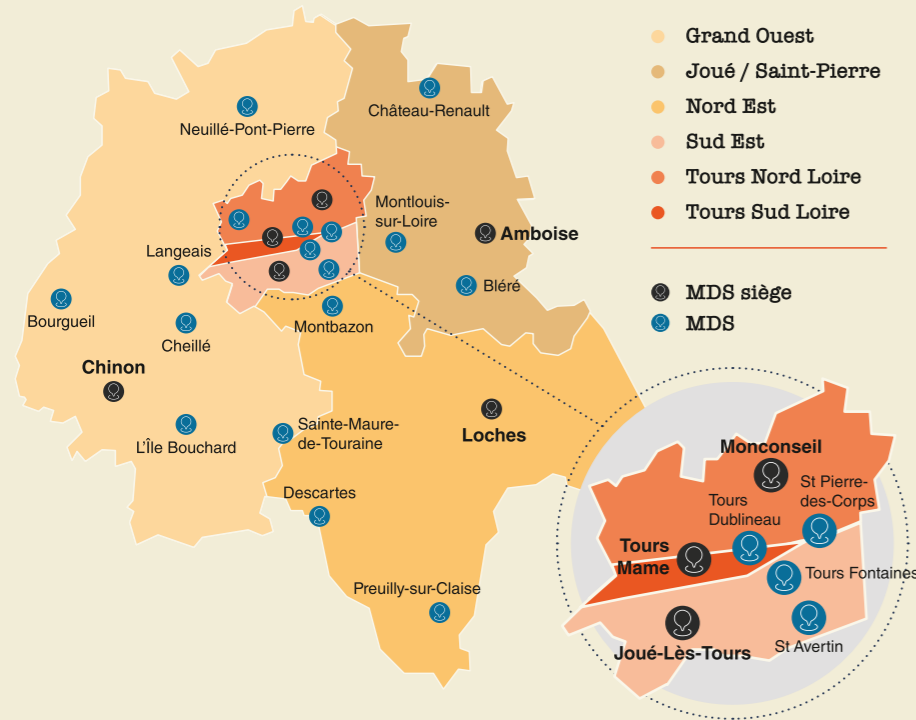 Grand Ouest
Joué / Saint-Pierre
Nord Est
Sud Est
Tours Nord Loire
Tours Sud Loire
MDS siège
MDS
Château-Renault
Neuillé-Pont-Pierre
Montlouis-
sur-Loire
Amboise
Langeais
Bléré
Bourgueil
Montbazon
Cheillé
Chinon
L'Île Bouchard
Sainte-Maure-
de-Touraine
Loches
Descartes
Preuilly-sur-Claise
Monconseil
St Pierre-
des-Corps
Tours
Dublineau
Tours
Mame
Tours Fontaines
Joué-Lès-Tours
St Avertin